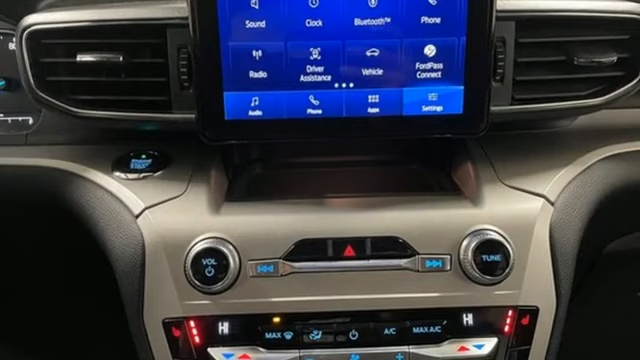 Sound Clock Bluetooth™ Phone
Radio Driver Assistance Vehicle FordPass Connect
Audio Phone Apps Settings
VOL TUNE
HI MAX A/C MAX A/C HI